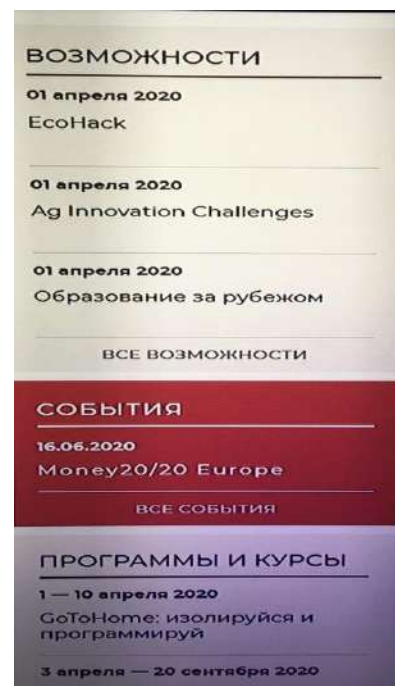 ВОЗМОЖНОСТИ
01 апреля 2020
EcoHack
01 апреля 2020
Ag Innovation Challenges
01 апреля 2020
Образование за рубежом
ВСЕ ВОЗМОЖНОСТИ
СОБЫТИЯ
16.06.2020
Money20/20 Europe
ВСЕ СОБЫТИЯ
ПРОГРАММЫ И КУРСЫ
1 — 10 апреля 2020
GoToHome: изолируйся и
программируй
3 апреля — 20 сентября 2020